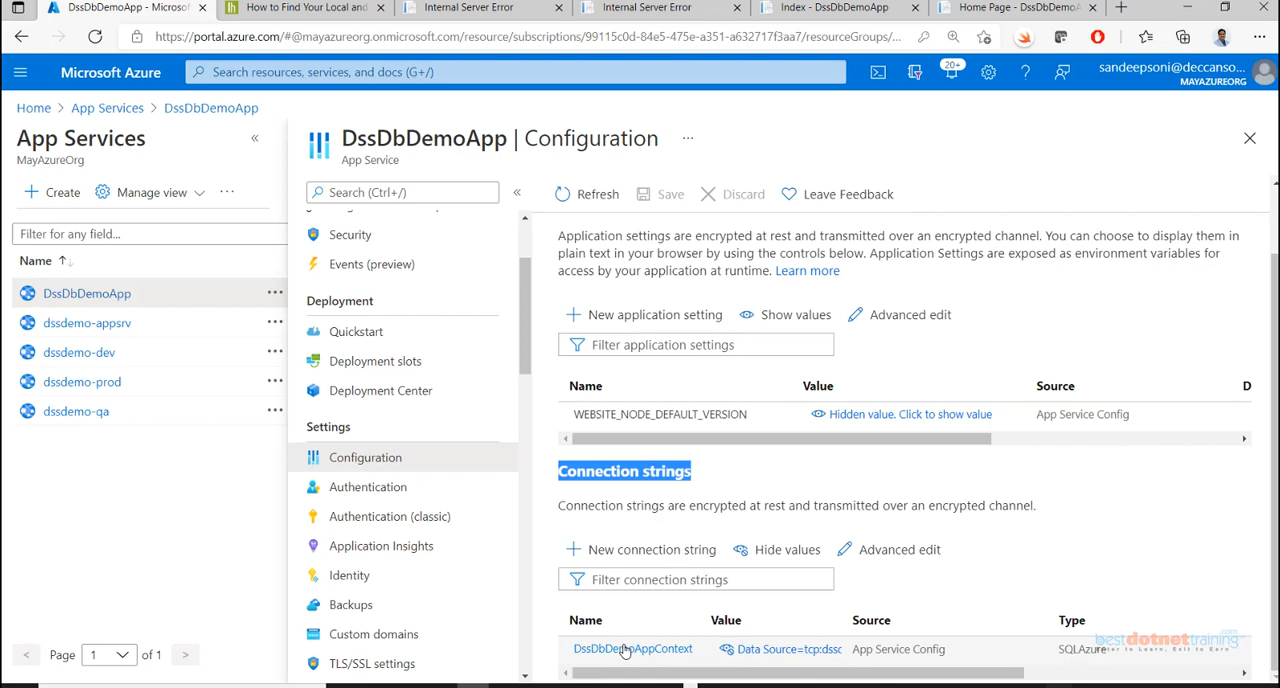 DssDbDemoApp - Microsof
How to Find Your Local and
Internal Server Error
Internal Server Error
Index - DssDbDemoApp
Home Page - DssDbDemoA
https://portal.azure.com/#@mayazureorg.onmicrosoft.com/resource/subscriptions/99115c0d-84e5-475e-a351-a632717f3aa7/resourceGroups/...
Microsoft Azure
Search resources, services, and docs (G+/)
20+
sandeepsoni@deccanso...
MAYAZUREORG
Home > App Services > DssDbDemoApp
App Services
MayAzureOrg
Create
Manage view
Filter for any field...
Name
DssDbDemoApp
dssdemo-appsrv
dssdemo-dev
dssdemo-prod
dssdemo-qa
Page 1 of 1
DssDbDemoApp | Configuration
App Service
Search (Ctrl+/)
Security
Events (preview)
Deployment
Quickstart
Deployment slots
Deployment Center
Settings
Configuration
Authentication
Authentication (classic)
Application Insights
Identity
Backups
Custom domains
TLS/SSL settings
Refresh Save Discard Leave Feedback
Application settings are encrypted at rest and transmitted over an encrypted channel. You can choose to display them in
plain text in your browser by using the controls below. Application Settings are exposed as environment variables for
access by your application at runtime. Learn more
New application setting Show values Advanced edit
Filter application settings
Name Value Source D
WEBSITE_NODE_DEFAULT_VERSION Hidden value. Click to show value App Service Config
Connection strings
Connection strings are encrypted at rest and transmitted over an encrypted channel.
New connection string Hide values Advanced edit
Filter connection strings
Name Value Source Type
DssDbDemoAppContext Data Source=tcp:dssc App Service Config SQLAzure
bestdotnettraining.com